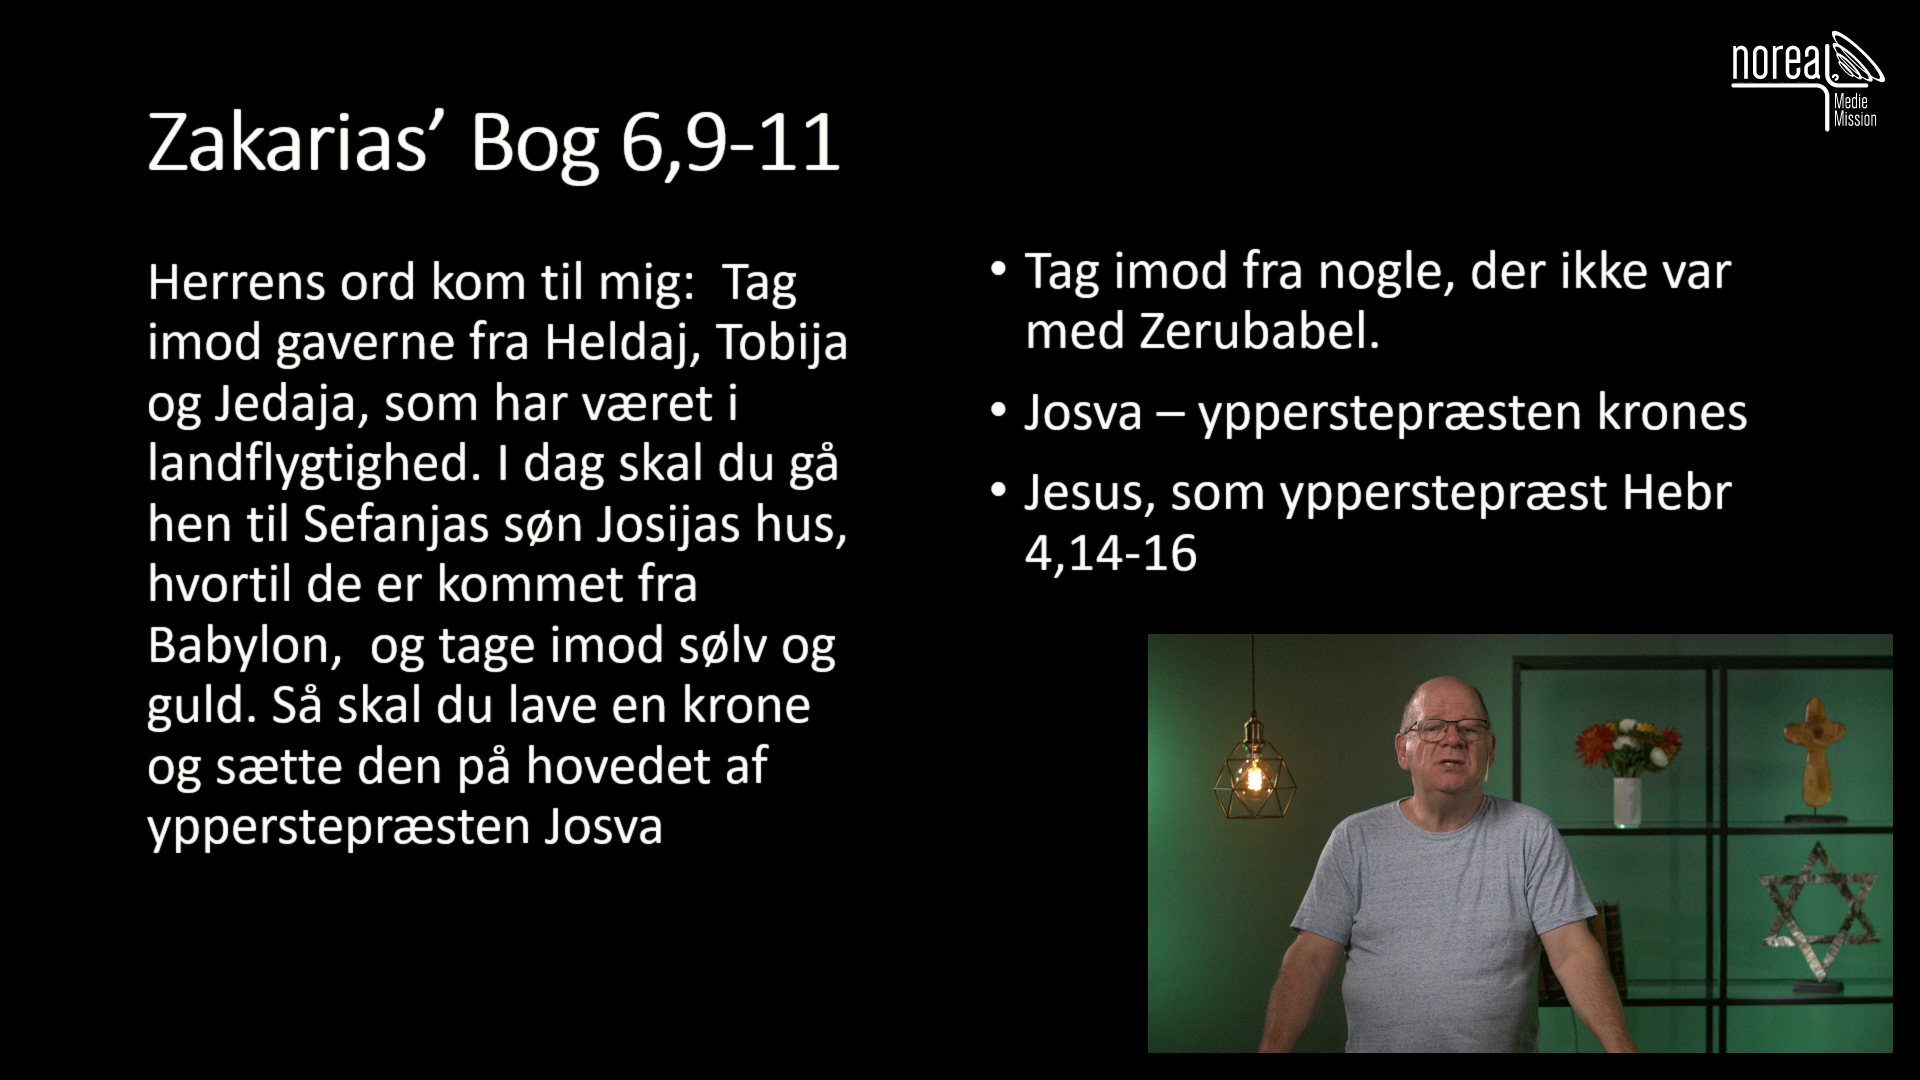 norea
Medie
Mission
Zakarias’ Bog 6,9-11
Herrens ord kom til mig:  Tag
imod gaverne fra Heldaj, Tobija
og Jedaja, som har været i
landflygtighed. I dag skal du gå
hen til Sefanjas søn Josijas hus,
hvortil de er kommet fra
Babylon,  og tage imod sølv og
guld. Så skal du lave en krone
og sætte den på hovedet af
ypperstepræsten Josva
• Tag imod fra nogle, der ikke var
med Zerubabel.
• Josva – ypperstepræsten krones
• Jesus, som ypperstepræst Hebr
4,14-16